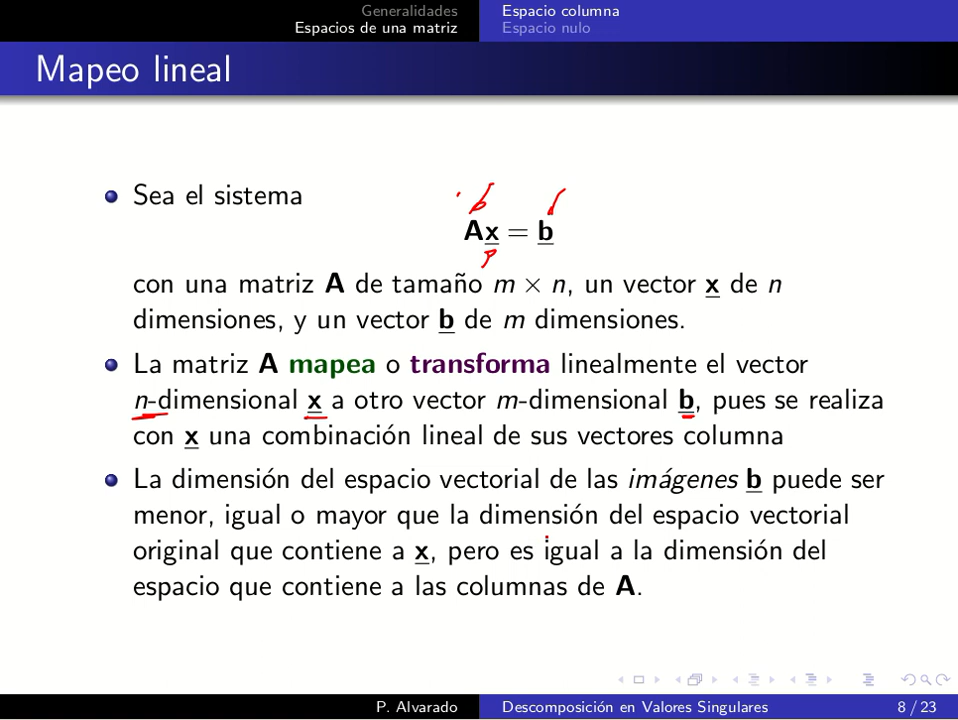 Generalidades
Espacios de una matriz
Espacio columna
Espacio nulo
Mapeo lineal
Sea el sistema
Ax = b
con una matriz A de tamaño m × n, un vector x de n
dimensiones, y un vector b de m dimensiones.
La matriz A mapea o transforma linealmente el vector
n-dimensional x a otro vector m-dimensional b, pues se realiza
con x una combinación lineal de sus vectores columna
La dimensión del espacio vectorial de las imágenes b puede ser
menor, igual o mayor que la dimensión del espacio vectorial
original que contiene a x, pero es igual a la dimensión del
espacio que contiene a las columnas de A.
P. Alvarado
Descomposición en Valores Singulares
8 / 23